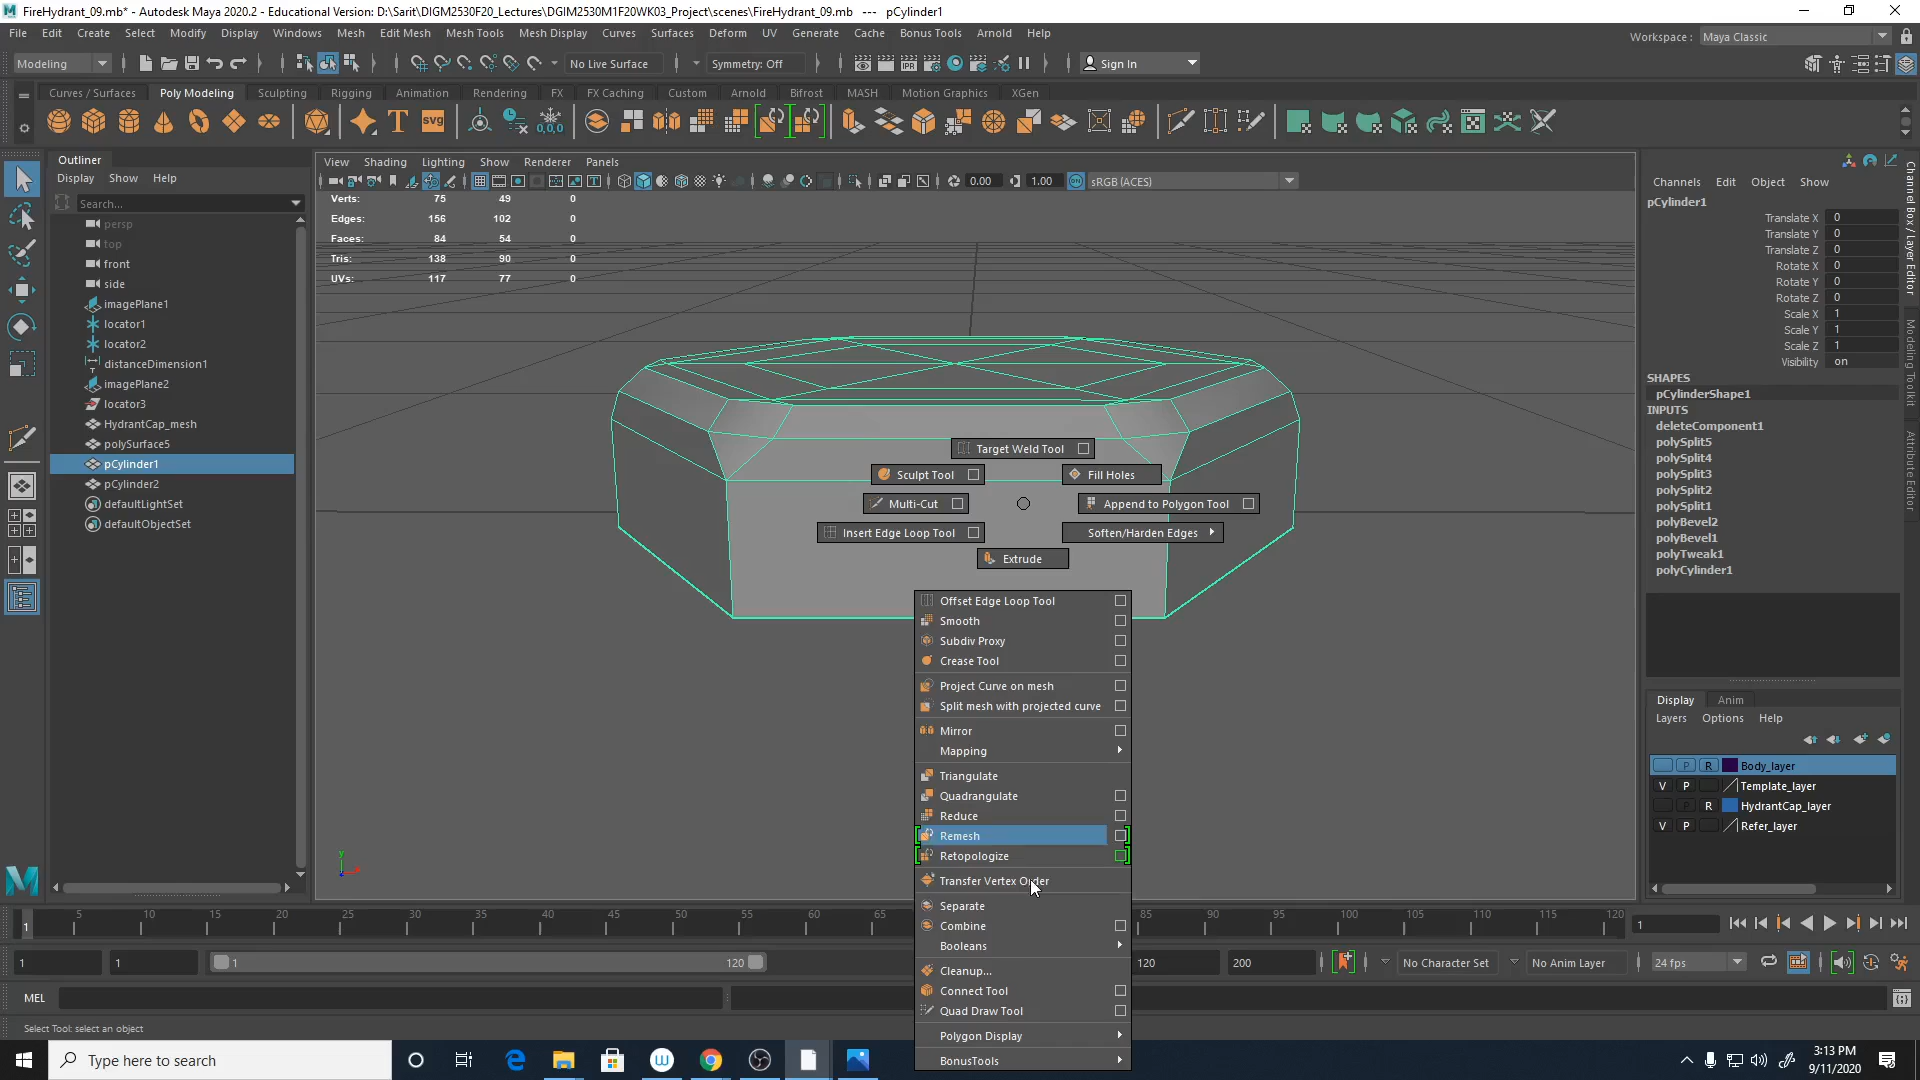 FireHydrant_09.mb* - Autodesk Maya 2020.2 - Educational Version: D:\Sarit\DIGM2530F20_Lectures\DGIM2530M1F20WK03_Project\scenes\FireHydrant_09.mb --- pCylinder1
File Edit Create Select Modify Display Windows Mesh Edit Mesh Mesh Tools Mesh Display Curves Surfaces Deform UV Generate Cache Bonus Tools Arnold Help
Workspace : Maya Classic
Modeling
No Live Surface
Symmetry: Off
Sign In
Curves / Surfaces Poly Modeling Sculpting Rigging Animation Rendering FX FX Caching Custom Arnold Bifrost MASH Motion Graphics XGen
Outliner
Display Show Help
Search...
persp
top
front
side
imagePlane1
locator1
locator2
distanceDimension1
imagePlane2
locator3
HydrantCap_mesh
polySurface5
pCylinder1
pCylinder2
defaultLightSet
defaultObjectSet
View Shading Lighting Show Renderer Panels
0.00 1.00 sRGB (ACES)
Verts: 75 49 0
Edges: 156 102 0
Faces: 84 54 0
Tris: 138 90 0
UVs: 117 77 0
Target Weld Tool
Sculpt Tool
Fill Holes
Multi-Cut
Append to Polygon Tool
Insert Edge Loop Tool
Soften/Harden Edges
Extrude
Offset Edge Loop Tool
Smooth
Subdiv Proxy
Crease Tool
Project Curve on mesh
Split mesh with projected curve
Mirror
Mapping
Triangulate
Quadrangulate
Reduce
Remesh
Retopologize
Transfer Vertex Order
Separate
Combine
Booleans
Cleanup...
Connect Tool
Quad Draw Tool
Polygon Display
BonusTools
Channels Edit Object Show
pCylinder1
Translate X 0
Translate Y 0
Translate Z 0
Rotate X 0
Rotate Y 0
Rotate Z 0
Scale X 1
Scale Y 1
Scale Z 1
Visibility on
SHAPES
pCylinderShape1
INPUTS
deleteComponent1
polySplit5
polySplit4
polySplit3
polySplit2
polySplit1
polyBevel2
polyBevel1
polyTweak1
polyCylinder1
Channel Box / Layer Editor
Modeling Toolkit
Attribute Editor
Display Anim
Layers Options Help
P R Body_layer
V P Template_layer
P R HydrantCap_layer
V P Refer_layer
1 5 10 15 20 25 30 35 40 45 50 55 60 65 85 90 95 100 105 110 115 120
1
1 1 1 120 120 200
No Character Set
No Anim Layer
24 fps
MEL
Select Tool: select an object
Type here to search
3:13 PM
9/11/2020